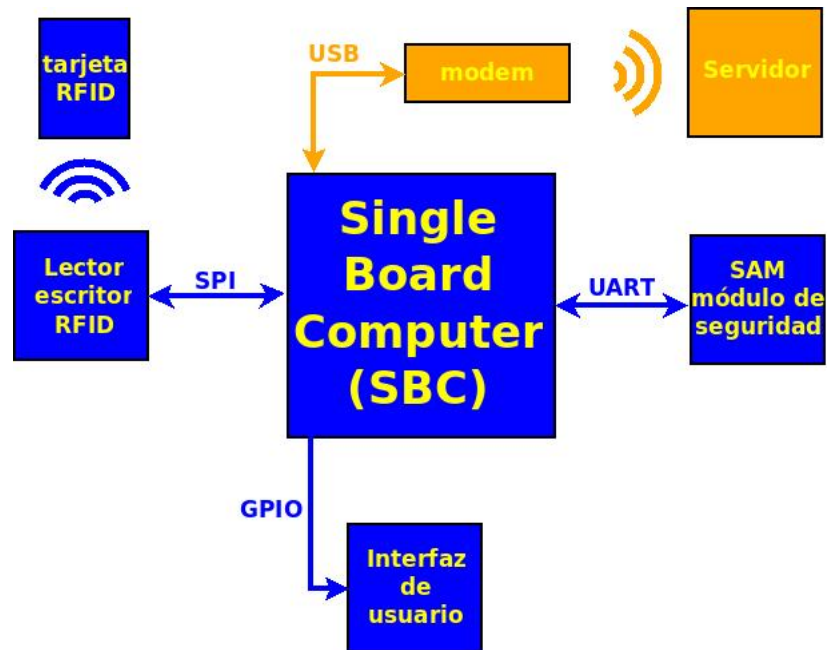 tarjeta
RFID
USB
modem
Servidor
Single
Board
Computer
(SBC)
Lector
escritor
RFID
SPI
UART
SAM
módulo de
seguridad
GPIO
Interfaz
de
usuario